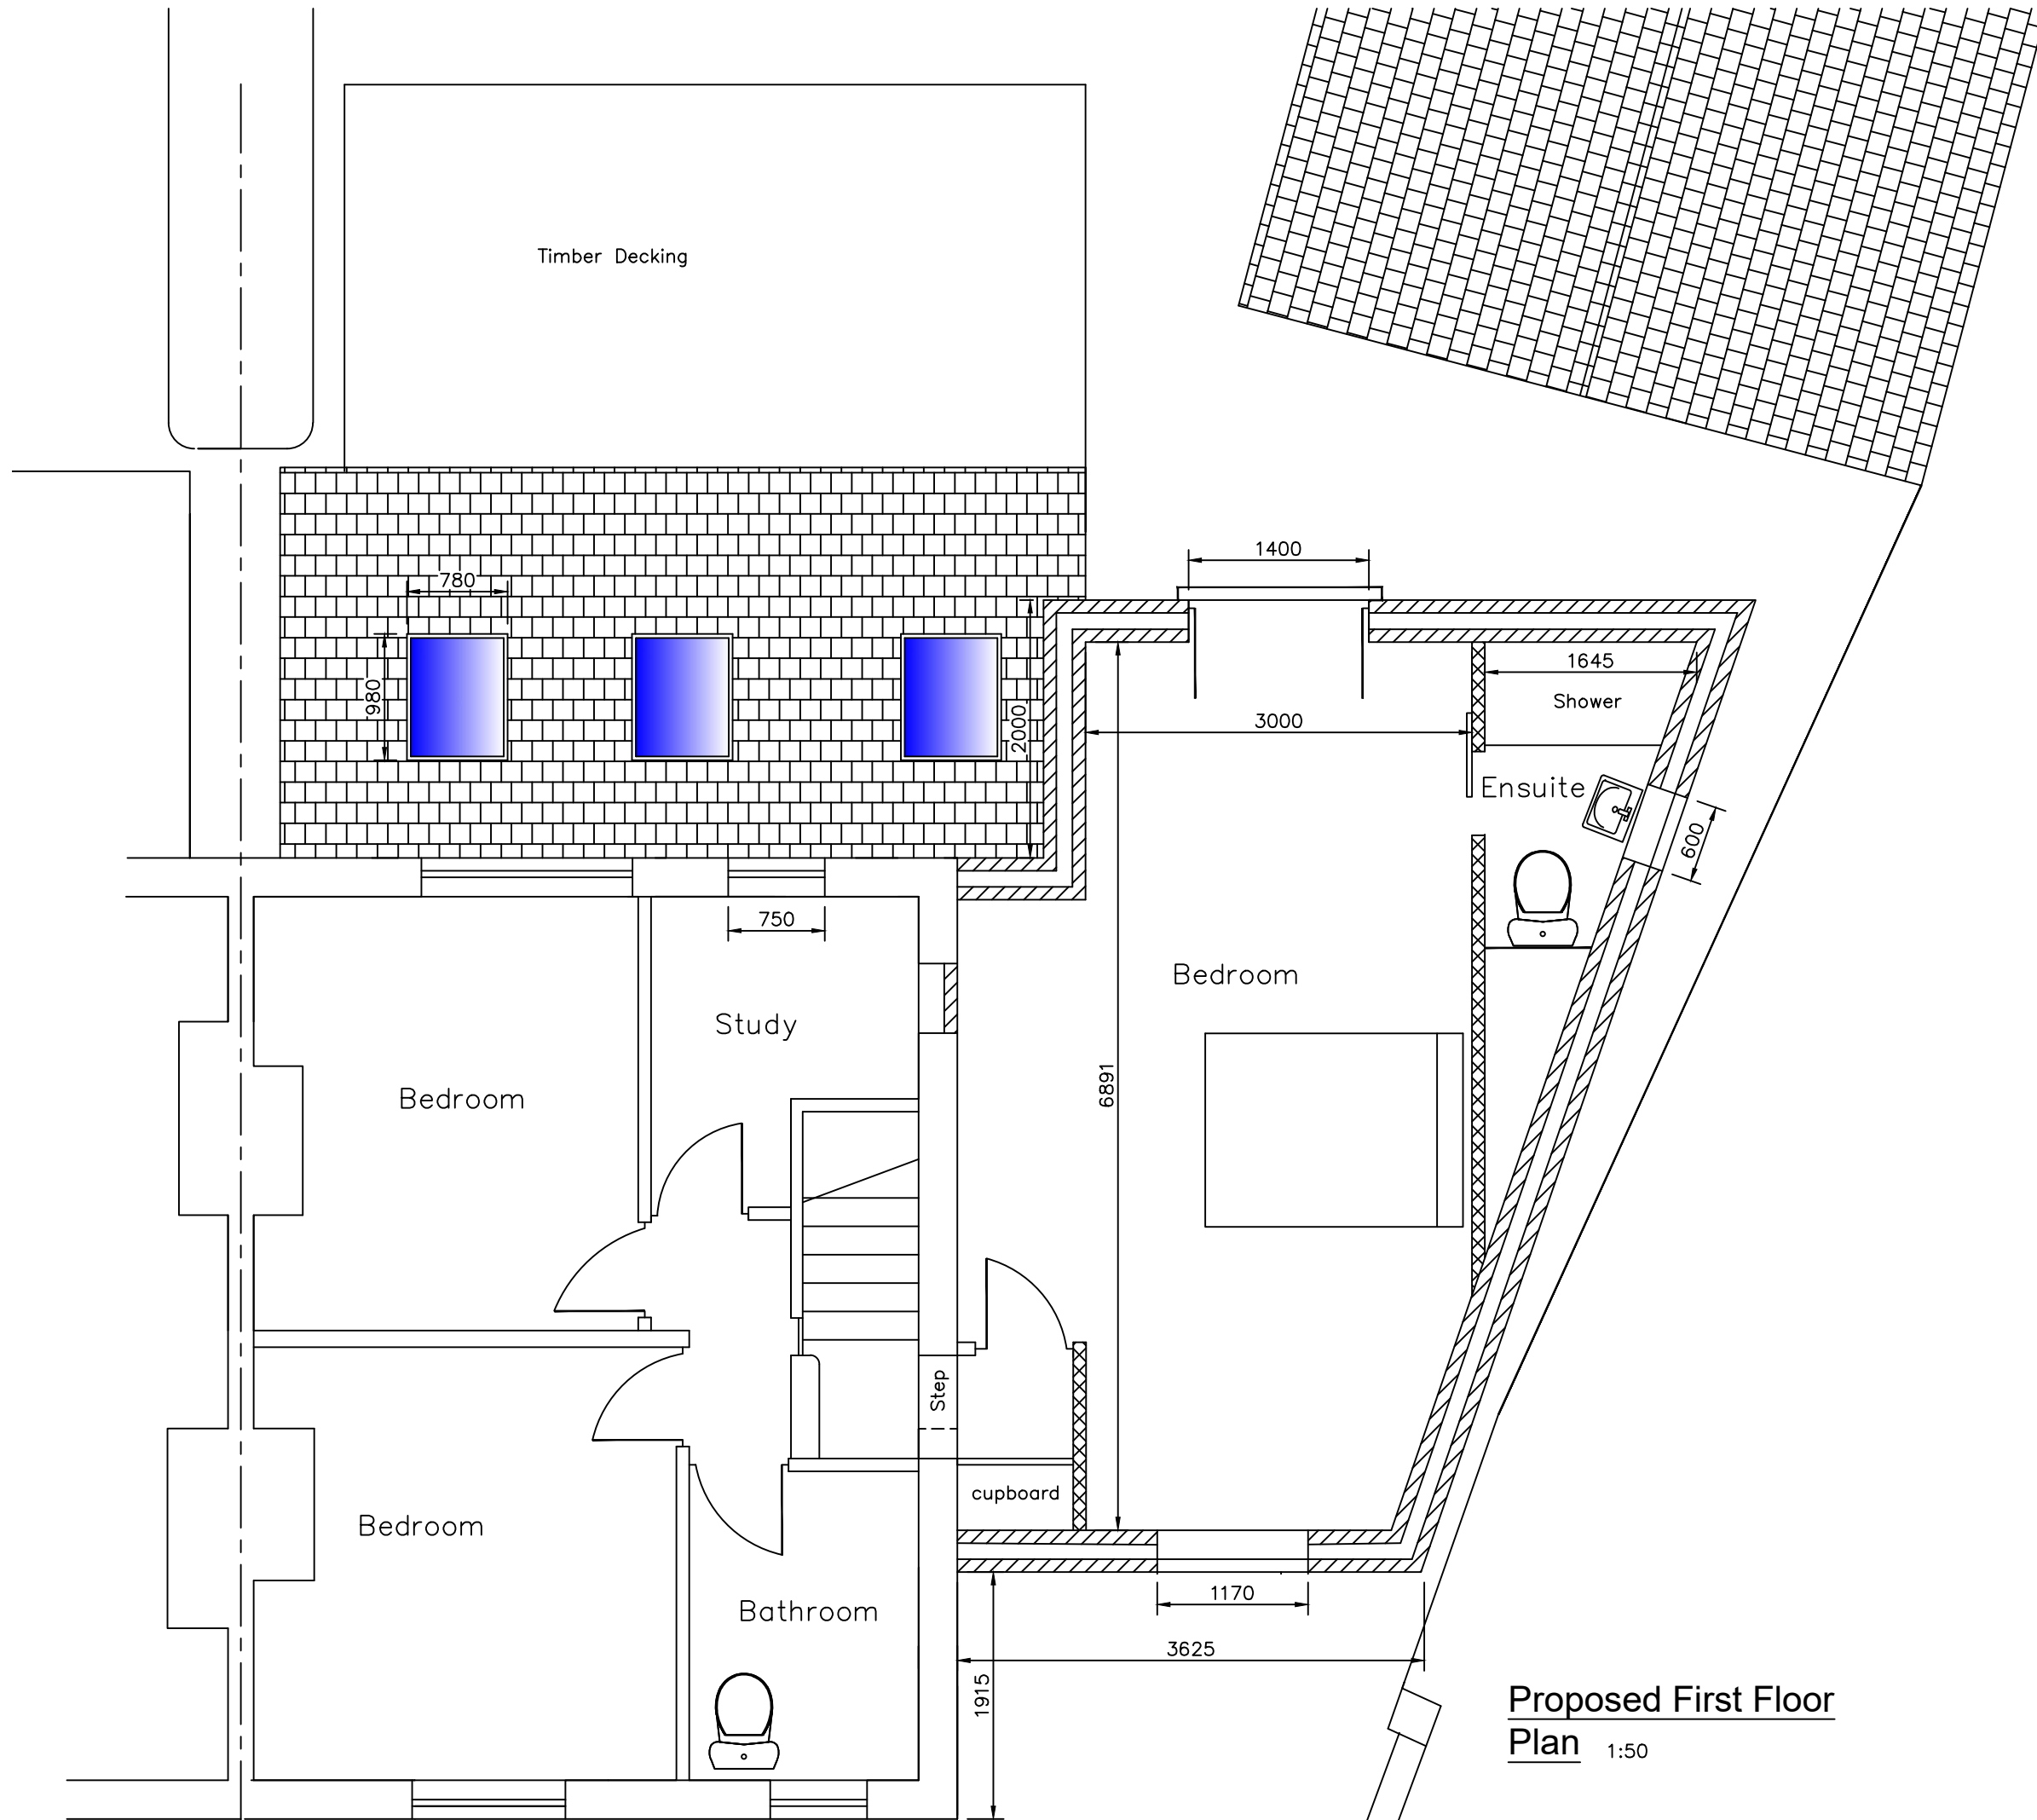 Timber Decking
1400
780
1645
980
Shower
2000
3000
Ensuite
600
750
Bedroom
Study
6891
Bedroom
Step
cupboard
Bedroom
1170
Bathroom
3625
1915
Proposed First Floor
Plan 1:50